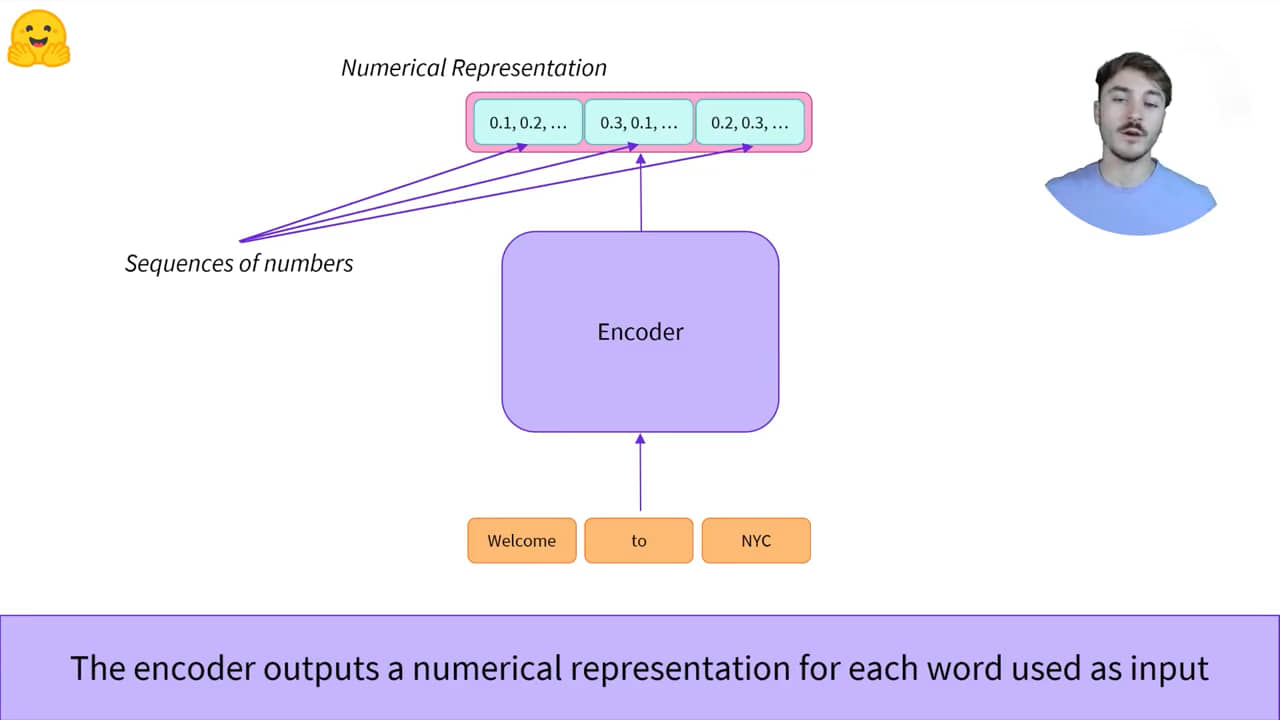 Numerical Representation
0.1, 0.2, … 0.3, 0.1, … 0.2, 0.3, …
Sequences of numbers
Encoder
Welcome to NYC
The encoder outputs a numerical representation for each word used as input